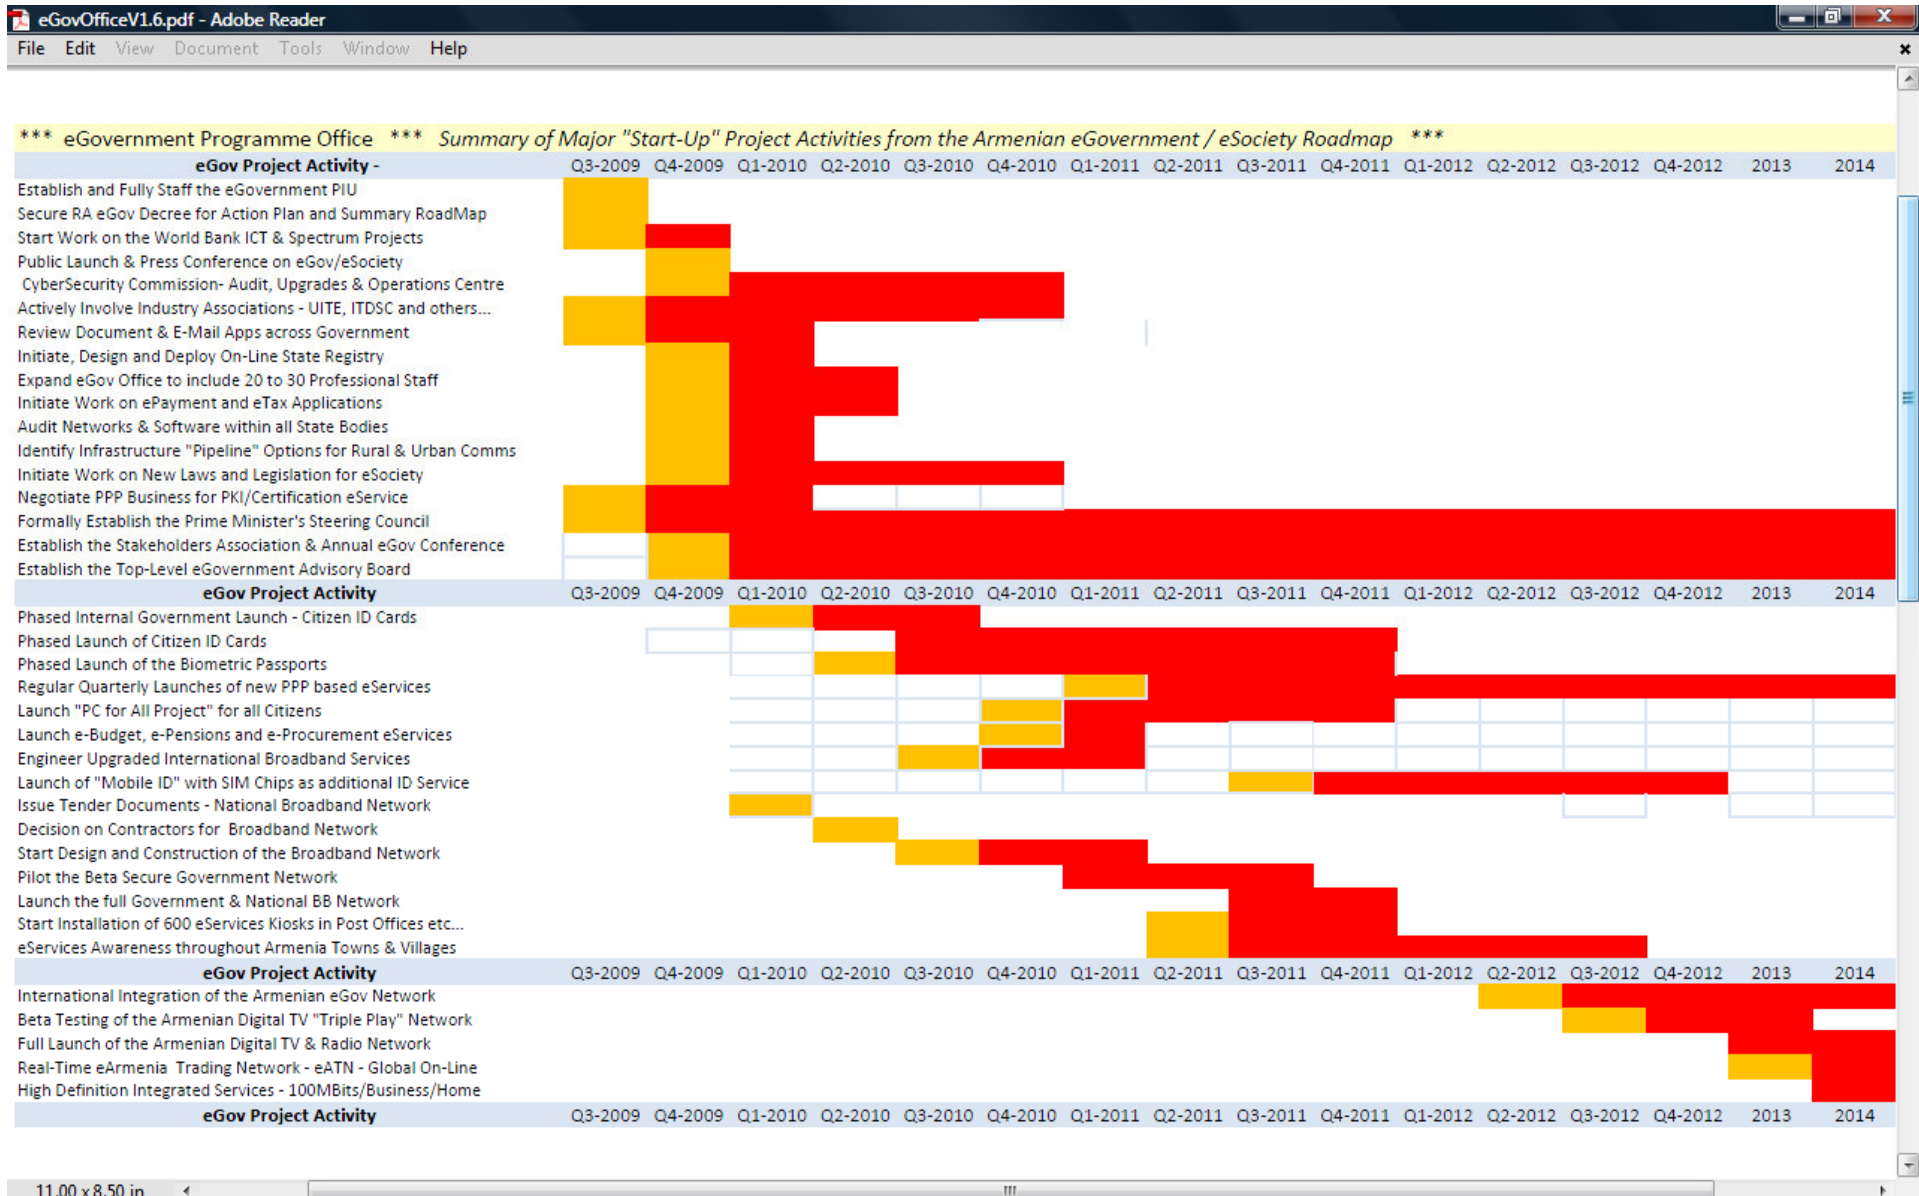 eGovOfficeV1.6.pdf - Adobe Reader
File Edit View Document Tools Window Help
*** eGovernment Programme Office *** Summary of Major "Start-Up" Project Activities from the Armenian eGovernment / eSociety Roadmap ***
eGov Project Activity - Q3-2009 Q4-2009 Q1-2010 Q2-2010 Q3-2010 Q4-2010 Q1-2011 Q2-2011 Q3-2011 Q4-2011 Q1-2012 Q2-2012 Q3-2012 Q4-2012 2013 2014
Establish and Fully Staff the eGovernment PIU
Secure RA eGov Decree for Action Plan and Summary RoadMap
Start Work on the World Bank ICT & Spectrum Projects
Public Launch & Press Conference on eGov/eSociety
CyberSecurity Commission- Audit, Upgrades & Operations Centre
Actively Involve Industry Associations - UITE, ITDSC and others...
Review Document & E-Mail Apps across Government
Initiate, Design and Deploy On-Line State Registry
Expand eGov Office to include 20 to 30 Professional Staff
Initiate Work on ePayment and eTax Applications
Audit Networks & Software within all State Bodies
Identify Infrastructure "Pipeline" Options for Rural & Urban Comms
Initiate Work on New Laws and Legislation for eSociety
Negotiate PPP Business for PKI/Certification eService
Formally Establish the Prime Minister's Steering Council
Establish the Stakeholders Association & Annual eGov Conference
Establish the Top-Level eGovernment Advisory Board
eGov Project Activity Q3-2009 Q4-2009 Q1-2010 Q2-2010 Q3-2010 Q4-2010 Q1-2011 Q2-2011 Q3-2011 Q4-2011 Q1-2012 Q2-2012 Q3-2012 Q4-2012 2013 2014
Phased Internal Government Launch - Citizen ID Cards
Phased Launch of Citizen ID Cards
Phased Launch of the Biometric Passports
Regular Quarterly Launches of new PPP based eServices
Launch "PC for All Project" for all Citizens
Launch e-Budget, e-Pensions and e-Procurement eServices
Engineer Upgraded International Broadband Services
Launch of "Mobile ID" with SIM Chips as additional ID Service
Issue Tender Documents - National Broadband Network
Decision on Contractors for Broadband Network
Start Design and Construction of the Broadband Network
Pilot the Beta Secure Government Network
Launch the full Government & National BB Network
Start Installation of 600 eServices Kiosks in Post Offices etc...
eServices Awareness throughout Armenia Towns & Villages
eGov Project Activity Q3-2009 Q4-2009 Q1-2010 Q2-2010 Q3-2010 Q4-2010 Q1-2011 Q2-2011 Q3-2011 Q4-2011 Q1-2012 Q2-2012 Q3-2012 Q4-2012 2013 2014
International Integration of the Armenian eGov Network
Beta Testing of the Armenian Digital TV "Triple Play" Network
Full Launch of the Armenian Digital TV & Radio Network
Real-Time eArmenia Trading Network - eATN - Global On-Line
High Definition Integrated Services - 100MBits/Business/Home
eGov Project Activity Q3-2009 Q4-2009 Q1-2010 Q2-2010 Q3-2010 Q4-2010 Q1-2011 Q2-2011 Q3-2011 Q4-2011 Q1-2012 Q2-2012 Q3-2012 Q4-2012 2013 2014
11.00 x 8.50 in